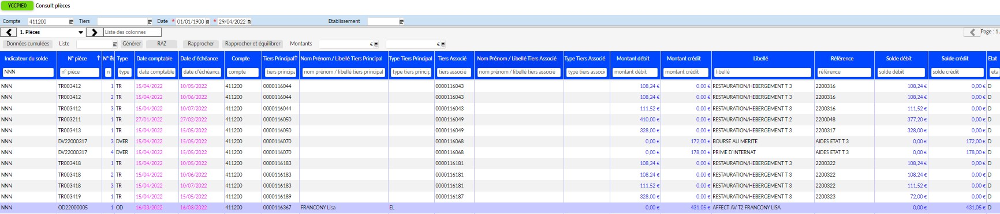 YCCPIE0 Consult pièces
Compte 411200 Tiers Date * 01/01/1900 * 29/04/2022 Etablissement
1. Pièces Liste des colonnes Page : 1
Données cumulées Liste Générer RAZ Rapprocher Rapprocher et équilibrer Montants € €
Indicateur du solde N° pièce N° Type Date comptable Date d'échéance Compte Tiers Principal Nom Prénom / Libellé Tiers Principal Type Tiers Principal Tiers Associé Nom Prénom / Libellé Tiers Associé Type Tiers Associé Montant débit Montant crédit Libellé Référence Solde débit Solde crédit Etat
NNN n° pièce n' type date comptable date d'échéance compte tiers principa nom prénom / libellé tiers principal type tiers princip tiers associé nom prénom / libellé tiers associé type tiers associé montant débit montant crédit libellé référence solde débit solde crédit eta
NNN TR003412 1 TR 15/04/2022 10/05/2022 411200 0000116044 0000116043 108,24 € 0,00 € RESTAURATION/HEBERGEMENT T 3 2200316 108,24 € 0,00 € D
NNN TR003412 2 TR 15/04/2022 10/06/2022 411200 0000116044 0000116043 108,24 € 0,00 € RESTAURATION/HEBERGEMENT T 3 2200316 108,24 € 0,00 € D
NNN TR003412 3 TR 15/04/2022 10/07/2022 411200 0000116044 0000116043 111,52 € 0,00 € RESTAURATION/HEBERGEMENT T 3 2200316 111,52 € 0,00 € D
NNN TR003211 1 TR 27/01/2022 27/02/2022 411200 0000116050 0000116049 410,00 € 0,00 € RESTAURATION/HEBERGEMENT T 2 2200048 377,20 € 0,00 € D
NNN TR003413 1 TR 15/04/2022 15/05/2022 411200 0000116050 0000116049 328,00 € 0,00 € RESTAURATION/HEBERGEMENT T 3 2200317 328,00 € 0,00 € D
NNN DV22000317 3 DVER 15/04/2022 15/05/2022 411200 0000116070 0000116068 0,00 € 172,00 € BOURSE AU MERITE AIDES ETAT T 3 0,00 € 172,00 € D
NNN DV22000317 4 DVER 15/04/2022 15/05/2022 411200 0000116070 0000116068 0,00 € 178,00 € PRIME D'INTERNAT AIDES ETAT T 3 0,00 € 178,00 € D
NNN TR003418 1 TR 15/04/2022 10/05/2022 411200 0000116183 0000116181 108,24 € 0,00 € RESTAURATION/HEBERGEMENT T 3 2200322 108,24 € 0,00 € D
NNN TR003418 2 TR 15/04/2022 10/06/2022 411200 0000116183 0000116181 108,24 € 0,00 € RESTAURATION/HEBERGEMENT T 3 2200322 108,24 € 0,00 € D
NNN TR003418 3 TR 15/04/2022 10/07/2022 411200 0000116183 0000116181 111,52 € 0,00 € RESTAURATION/HEBERGEMENT T 3 2200322 111,52 € 0,00 € D
NNN TR003419 1 TR 15/04/2022 15/05/2022 411200 0000116189 0000116187 328,00 € 0,00 € RESTAURATION/HEBERGEMENT T 3 2200323 72,00 € 0,00 € D
NNN OD22000005 1 OD 16/03/2022 16/03/2022 411200 0000116367 FRANCONY Lisa EL 0,00 € 431,05 € AFFECT AV T2 FRANCONY LISA 0,00 € 431,05 € D